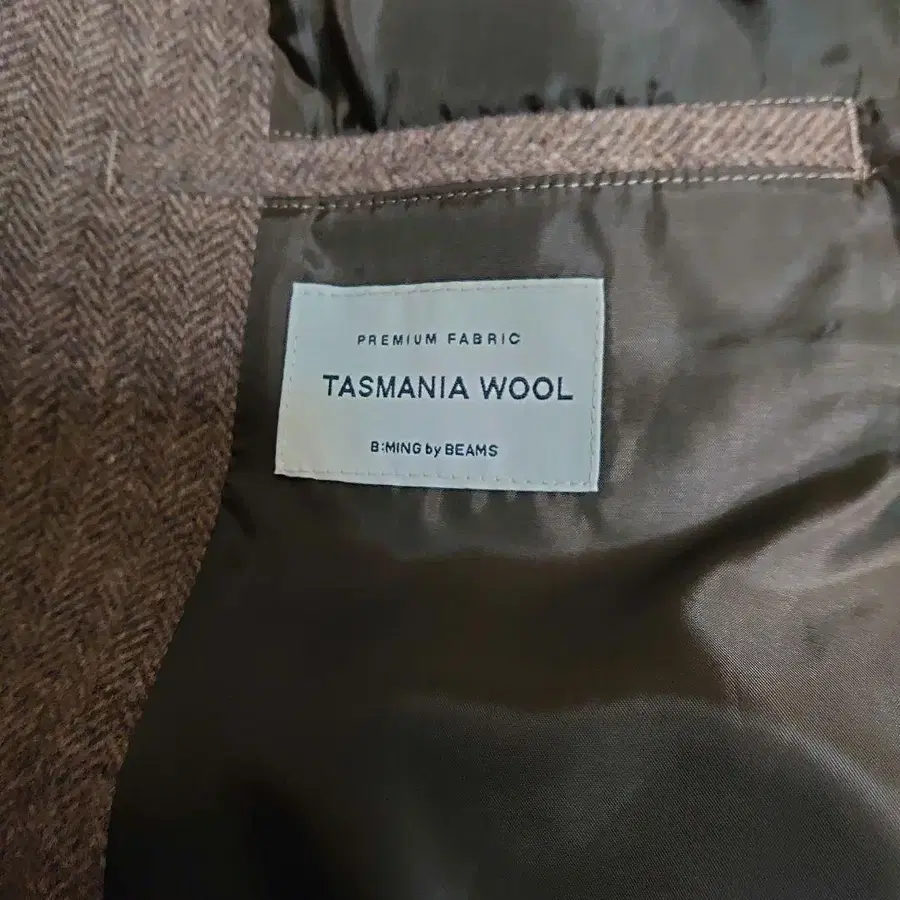 PREMIUM FABRIC
TASMANIA WOOL
B:MING by BEAMS